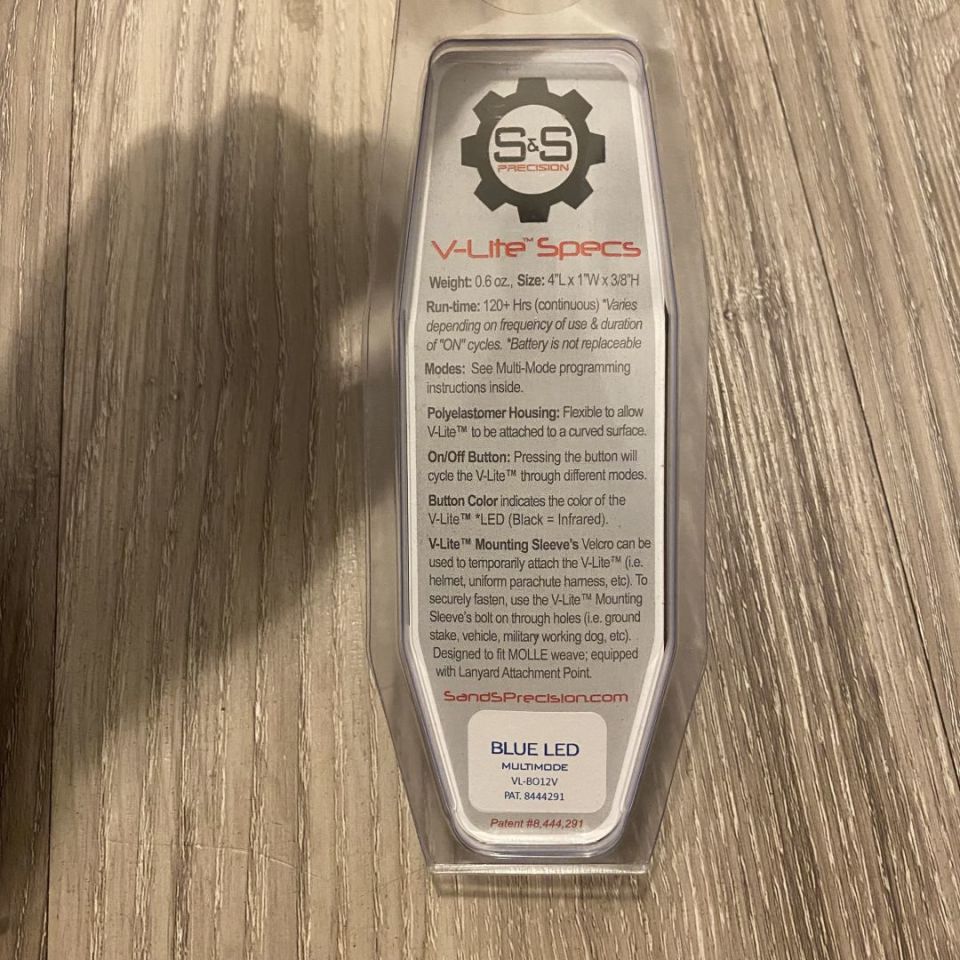 S&S
PRECISION
V-Lite™ Specs
Weight: 0.6 oz., Size: 4"L x 1"W x 3/8"H
Run-time: 120+ Hrs (continuous) *Varies
depending on frequency of use & duration
of "ON" cycles. *Battery is not replaceable
Modes: See Multi-Mode programming
instructions inside.
Polyelastomer Housing: Flexible to allow
V-Lite™ to be attached to a curved surface.
On/Off Button: Pressing the button will
cycle the V-Lite™ through different modes.
Button Color indicates the color of the
V-Lite™ *LED (Black = Infrared).
V-Lite™ Mounting Sleeve's Velcro can be
used to temporarily attach the V-Lite™ (i.e.
helmet, uniform parachute harness, etc). To
securely fasten, use the V-Lite™ Mounting
Sleeve's bolt on through holes (i.e. ground
stake, vehicle, military working dog, etc).
Designed to fit MOLLE weave; equipped
with Lanyard Attachment Point.
SandSPrecision.com
BLUE LED
MULTIMODE
VL-BO12V
PAT. 8444291
Patent #8,444,291